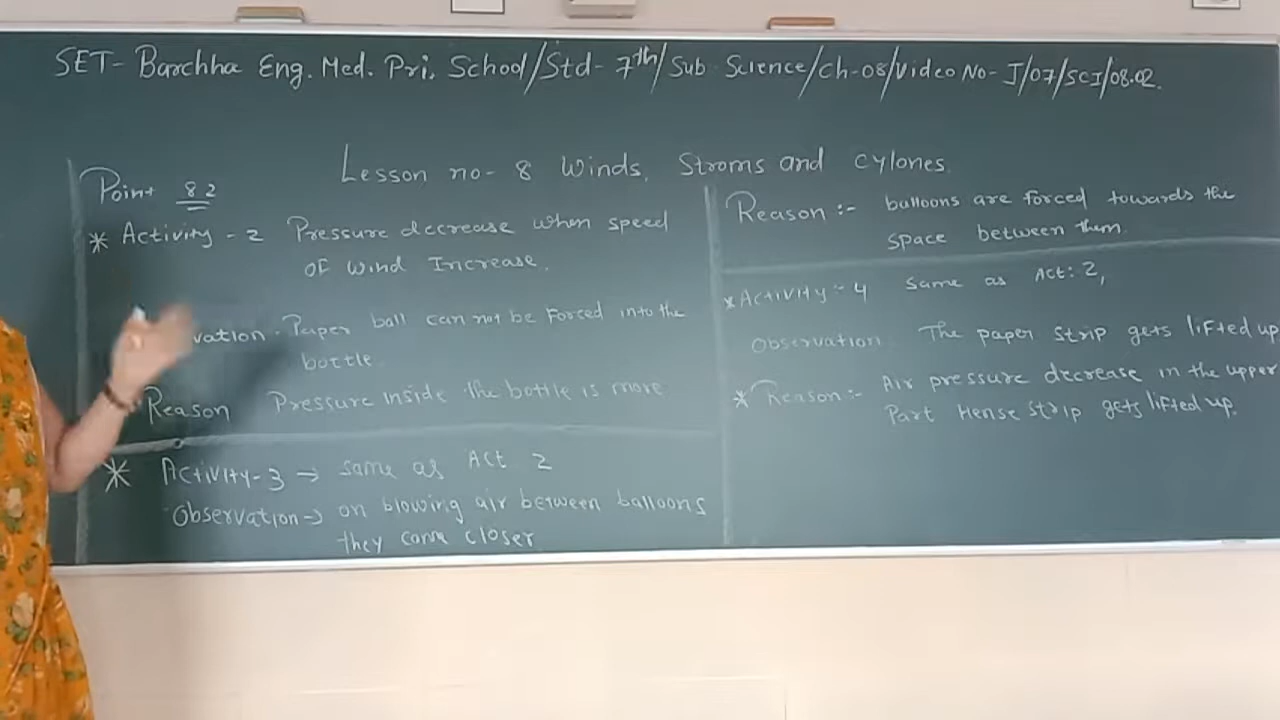 SET- Barchha Eng. Med. Pri. School/Std- 7th/Sub Science/Ch-08/Video No- J/07/SCI/08.02.
Lesson no- 8 Winds, Stroms and cylones
Point 8 2
* Activity - 2 Pressure decrease when speed
of wind Increase.
vation - Paper ball can not be forced into the
bottle
Reason Pressure inside the bottle is more
* Activity-3 → same as Act 2
Observation → on blowing air between balloons
they come closer
Reason :- balloons are forced towards the
space between them.
* Activity - 4 same as Act: 2,
Observation The paper strip gets lifted up
* Reason :- Air pressure decrease in the upper
Part Hense strip gets lifted up.